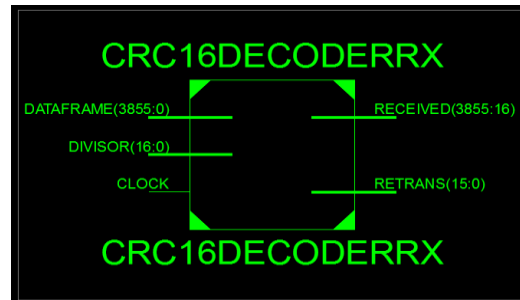 CRC16DECODERRX
DATAFRAME(3855:0)
RECEIVED(3855:16)
DIVISOR(16:0)
CLOCK
RETRANS(15:0)
CRC16DECODERRX